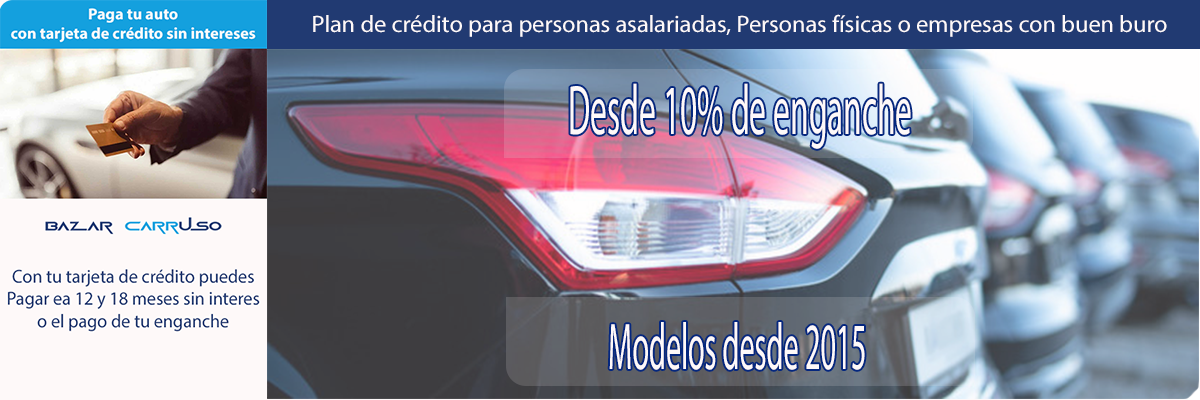 Paga tu auto
con tarjeta de crédito sin intereses
BAZAR CARRUSO
Con tu tarjeta de crédito puedes
Pagar ea 12 y 18 meses sin interes
o el pago de tu enganche
Plan de crédito para personas asalariadas, Personas físicas o empresas con buen buro
Desde 10% de enganche
Modelos desde 2015